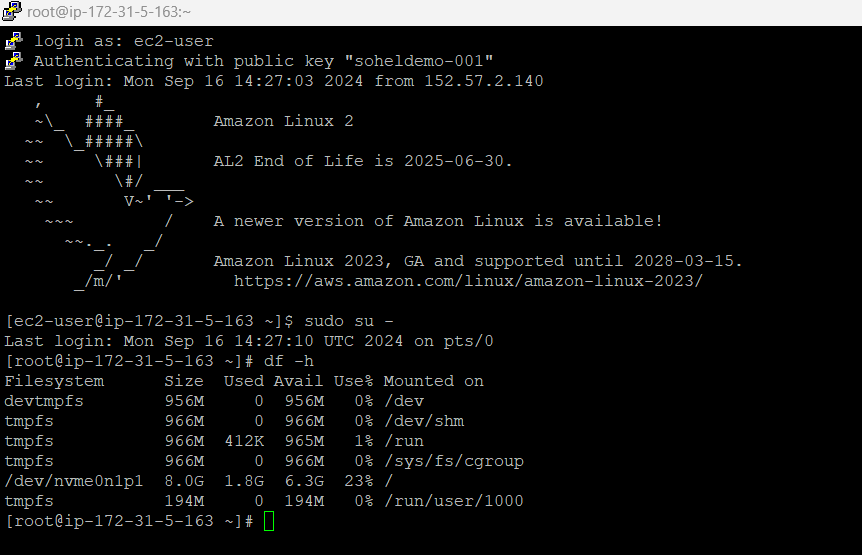 root@ip-172-31-5-163:~
login as: ec2-user
Authenticating with public key "soheldemo-001"
Last login: Mon Sep 16 14:27:03 2024 from 152.57.2.140
   ,     #_
   ~\_  ####_        Amazon Linux 2
  ~~  \_#####\
  ~~     \###|       AL2 End of Life is 2025-06-30.
  ~~       \#/ ___
   ~~       V~' '->
    ~~~         /    A newer version of Amazon Linux is available!
      ~~._.   _/
         _/ _/       Amazon Linux 2023, GA and supported until 2028-03-15.
       _/m/'           https://aws.amazon.com/linux/amazon-linux-2023/
[ec2-user@ip-172-31-5-163 ~]$ sudo su -
Last login: Mon Sep 16 14:27:10 UTC 2024 on pts/0
[root@ip-172-31-5-163 ~]# df -h
Filesystem      Size  Used Avail Use% Mounted on
devtmpfs        956M     0  956M   0% /dev
tmpfs           966M     0  966M   0% /dev/shm
tmpfs           966M  412K  965M   1% /run
tmpfs           966M     0  966M   0% /sys/fs/cgroup
/dev/nvme0n1p1  8.0G  1.8G  6.3G  23% /
tmpfs           194M     0  194M   0% /run/user/1000
[root@ip-172-31-5-163 ~]#